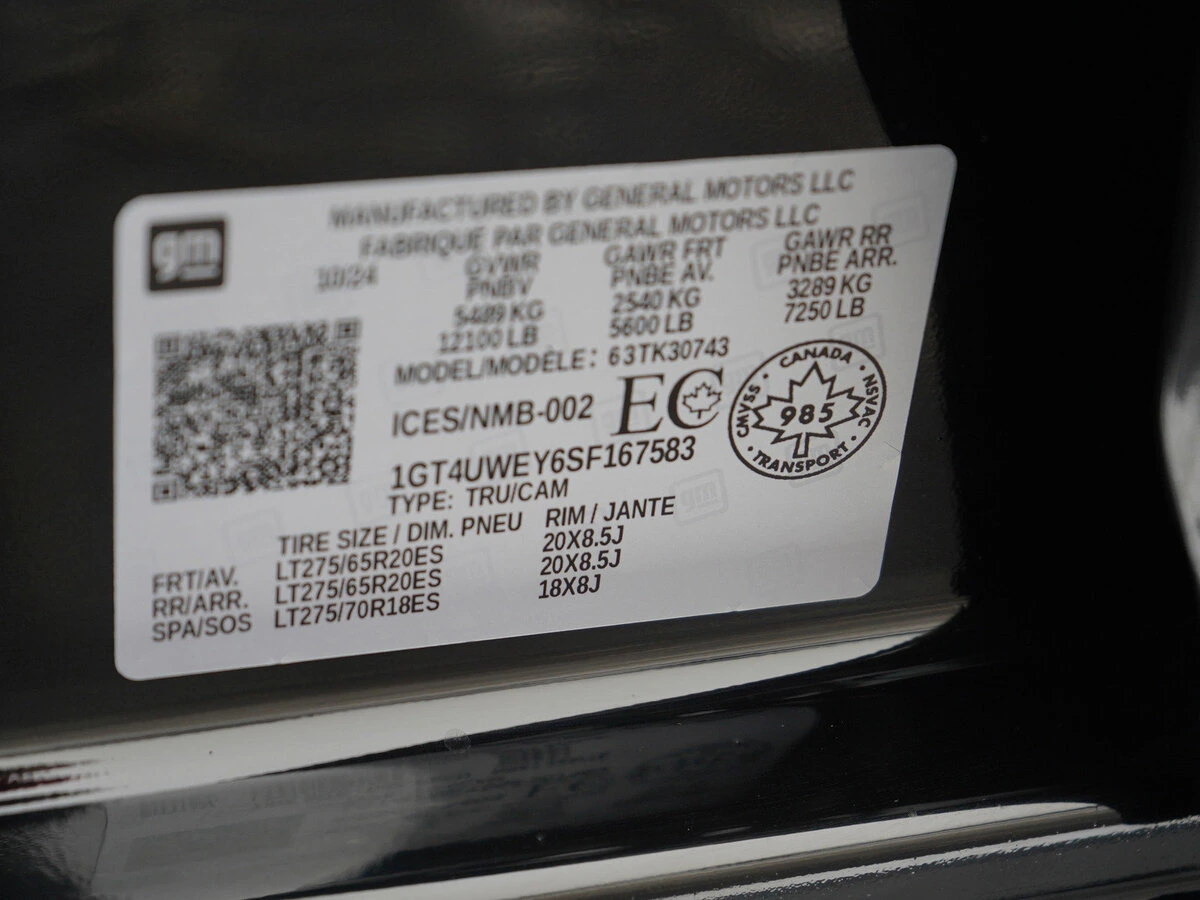 gm
MANUFACTURED BY GENERAL MOTORS LLC
FABRIQUÉ PAR GENERAL MOTORS LLC
10/24 GVWR GAWR FRT GAWR RR
PNBV PNBE AV. PNBE ARR.
5489 KG 2540 KG 3289 KG
12100 LB 5600 LB 7250 LB
MODEL/MODÈLE: 63TK30743
ICES/NMB-002 EC
CANADA
CMVSS 985 NSVAC
TRANSPORT
1GT4UWEY6SF167583
TYPE: TRU/CAM
TIRE SIZE / DIM. PNEU RIM / JANTE
FRT/AV. LT275/65R20ES 20X8.5J
RR/ARR. LT275/65R20ES 20X8.5J
SPA/SOS LT275/70R18ES 18X8J